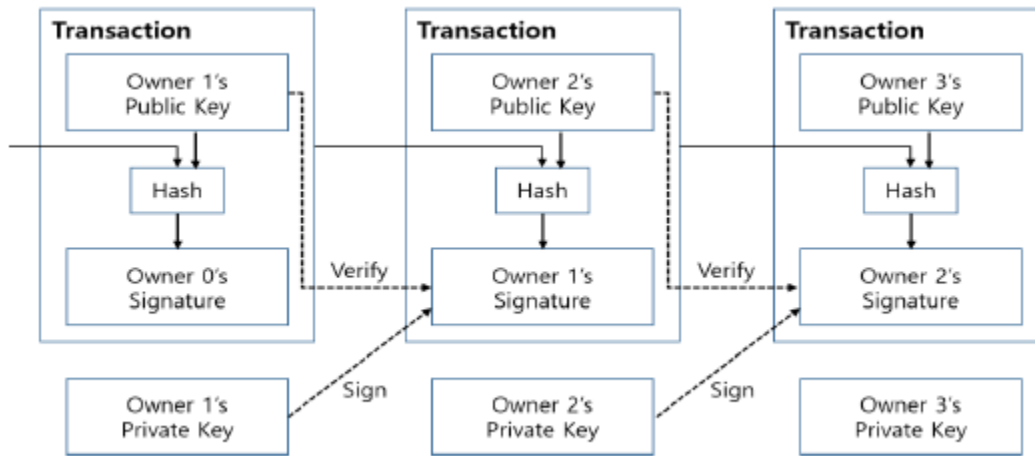 Transaction
Owner 1's
Public Key
Hash
Owner 0's
Signature
Verify
Owner 1's
Private Key
Sign
Transaction
Owner 2's
Public Key
Hash
Owner 1's
Signature
Verify
Owner 2's
Private Key
Sign
Transaction
Owner 3's
Public Key
Hash
Owner 2's
Signature
Owner 3's
Private Key